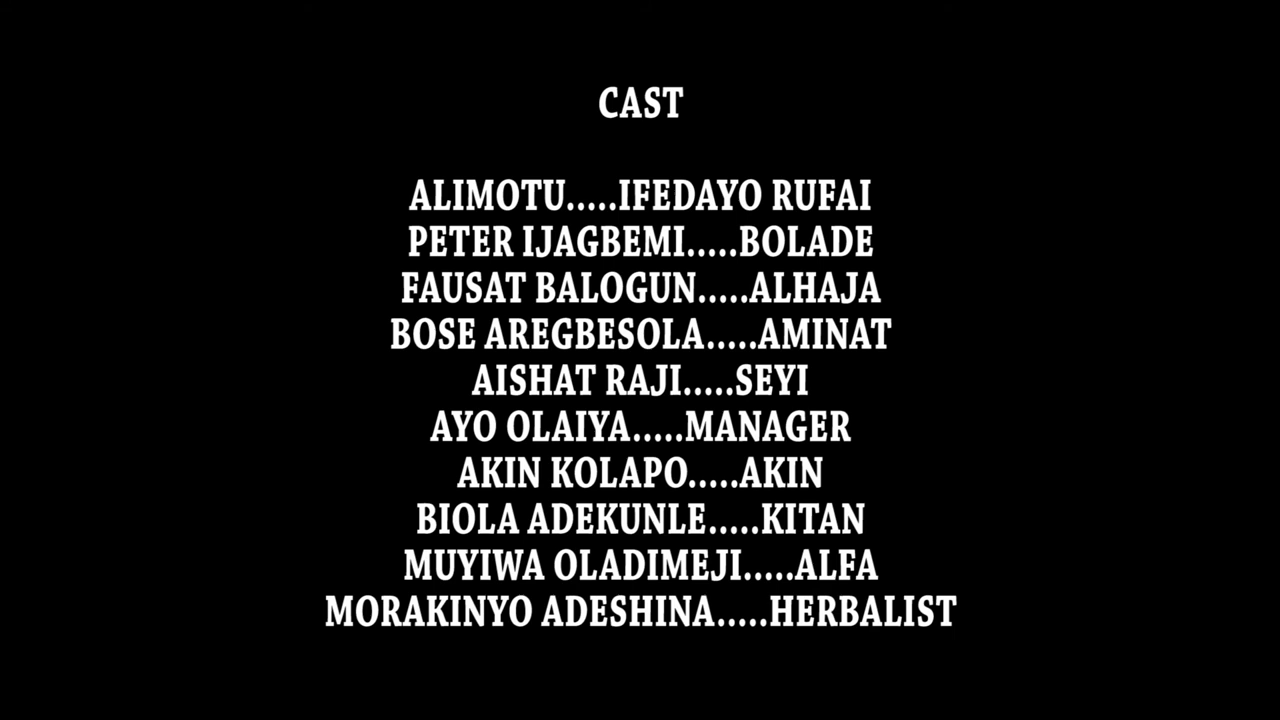 CAST
ALIMOTU.....IFEDAYO RUFAI
PETER IJAGBEMI.....BOLADE
FAUSAT BALOGUN.....ALHAJA
BOSE AREGBESOLA.....AMINAT
AISHAT RAJI.....SEYI
AYO OLAIYA.....MANAGER
AKIN KOLAPO.....AKIN
BIOLA ADEKUNLE.....KITAN
MUYIWA OLADIMEJI.....ALFA
MORAKINYO ADESHINA.....HERBALIST